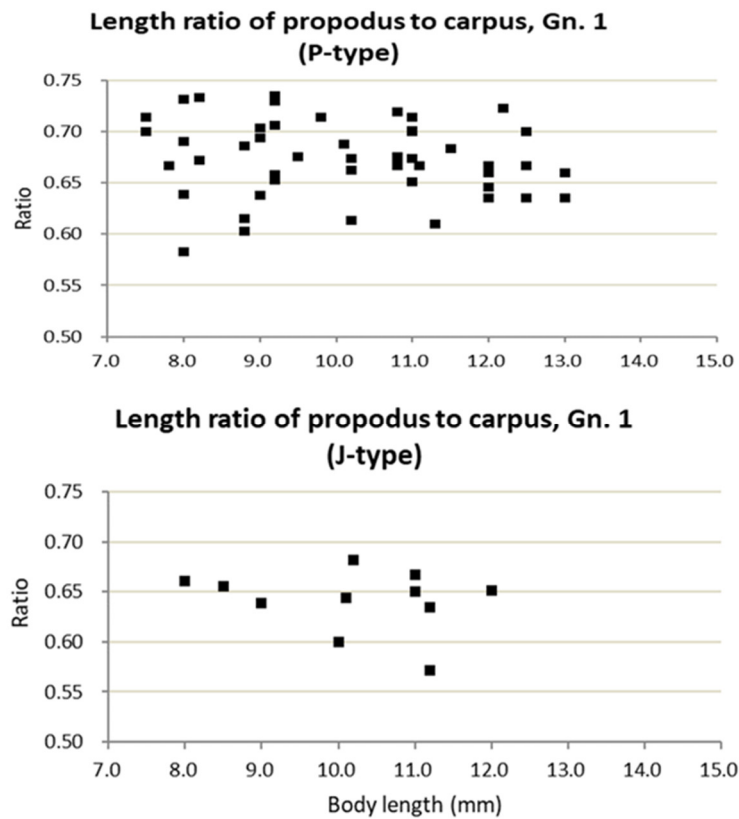 Length ratio of propodus to carpus, Gn. 1
(P-type)
0.75
0.70
0.65
0.60
0.55
0.50
Ratio
7.0 8.0 9.0 10.0 11.0 12.0 13.0 14.0 15.0
Length ratio of propodus to carpus, Gn. 1
(J-type)
0.75
0.70
0.65
0.60
0.55
0.50
Ratio
7.0 8.0 9.0 10.0 11.0 12.0 13.0 14.0 15.0
Body length (mm)